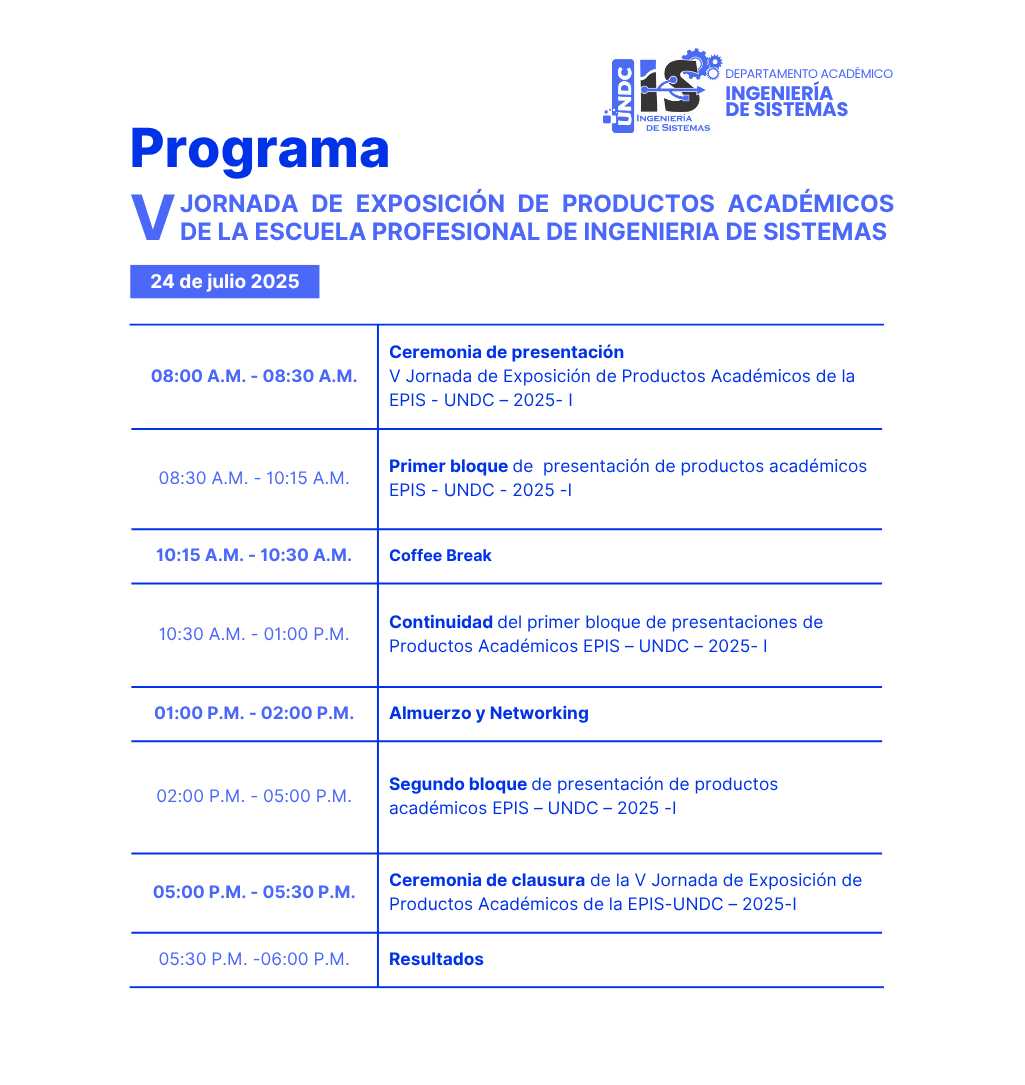 UNDC
IS
INGENIERÍA
DE SISTEMAS
DEPARTAMENTO ACADÉMICO
INGENIERÍA
DE SISTEMAS
Programa
V
JORNADA DE EXPOSICIÓN DE PRODUCTOS ACADÉMICOS
DE LA ESCUELA PROFESIONAL DE INGENIERIA DE SISTEMAS
24 de julio 2025
08:00 A.M. - 08:30 A.M.
Ceremonia de presentación
V Jornada de Exposición de Productos Académicos de la
EPIS - UNDC – 2025- I
08:30 A.M. - 10:15 A.M.
Primer bloque de  presentación de productos académicos
EPIS - UNDC - 2025 -I
10:15 A.M. - 10:30 A.M.
Coffee Break
10:30 A.M. - 01:00 P.M.
Continuidad del primer bloque de presentaciones de
Productos Académicos EPIS – UNDC – 2025- I
01:00 P.M. - 02:00 P.M.
Almuerzo y Networking
02:00 P.M. - 05:00 P.M.
Segundo bloque de presentación de productos
académicos EPIS – UNDC – 2025 -I
05:00 P.M. - 05:30 P.M.
Ceremonia de clausura de la V Jornada de Exposición de
Productos Académicos de la EPIS-UNDC – 2025-I
05:30 P.M. -06:00 P.M.
Resultados